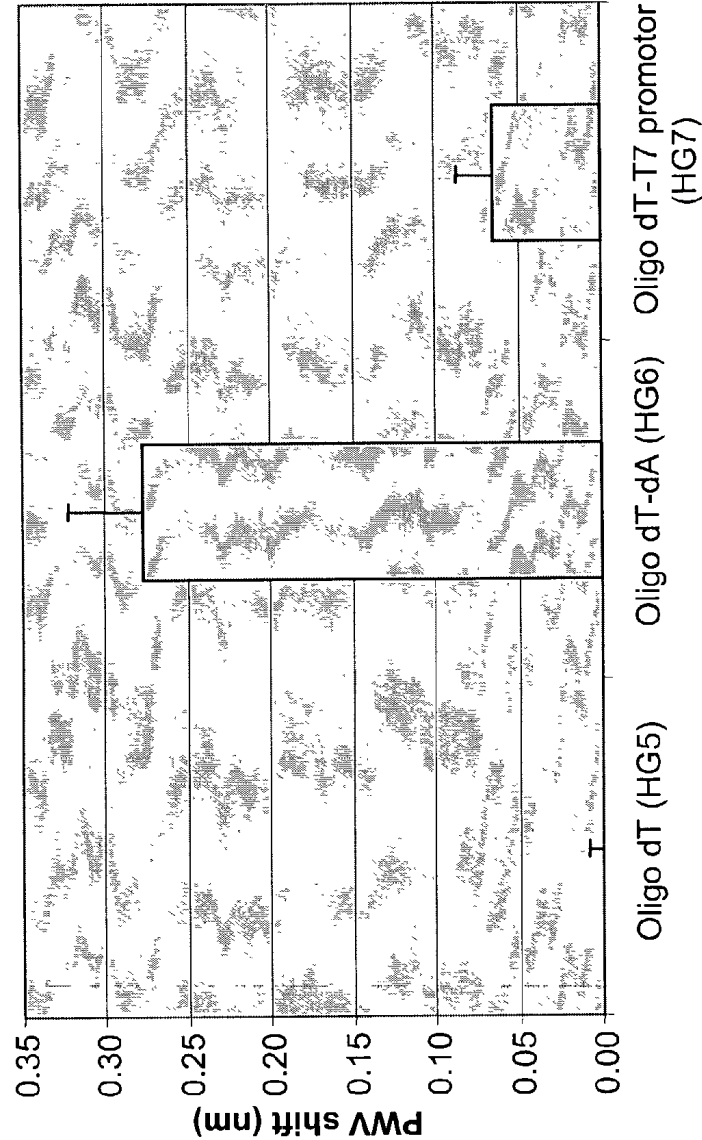 PWV shift (nm)
0.35
0.30
0.25
0.20
0.15
0.10
0.05
0.00
Oligo dT (HG5)
Oligo dT-dA (HG6)
Oligo dT-T7 promotor
(HG7)